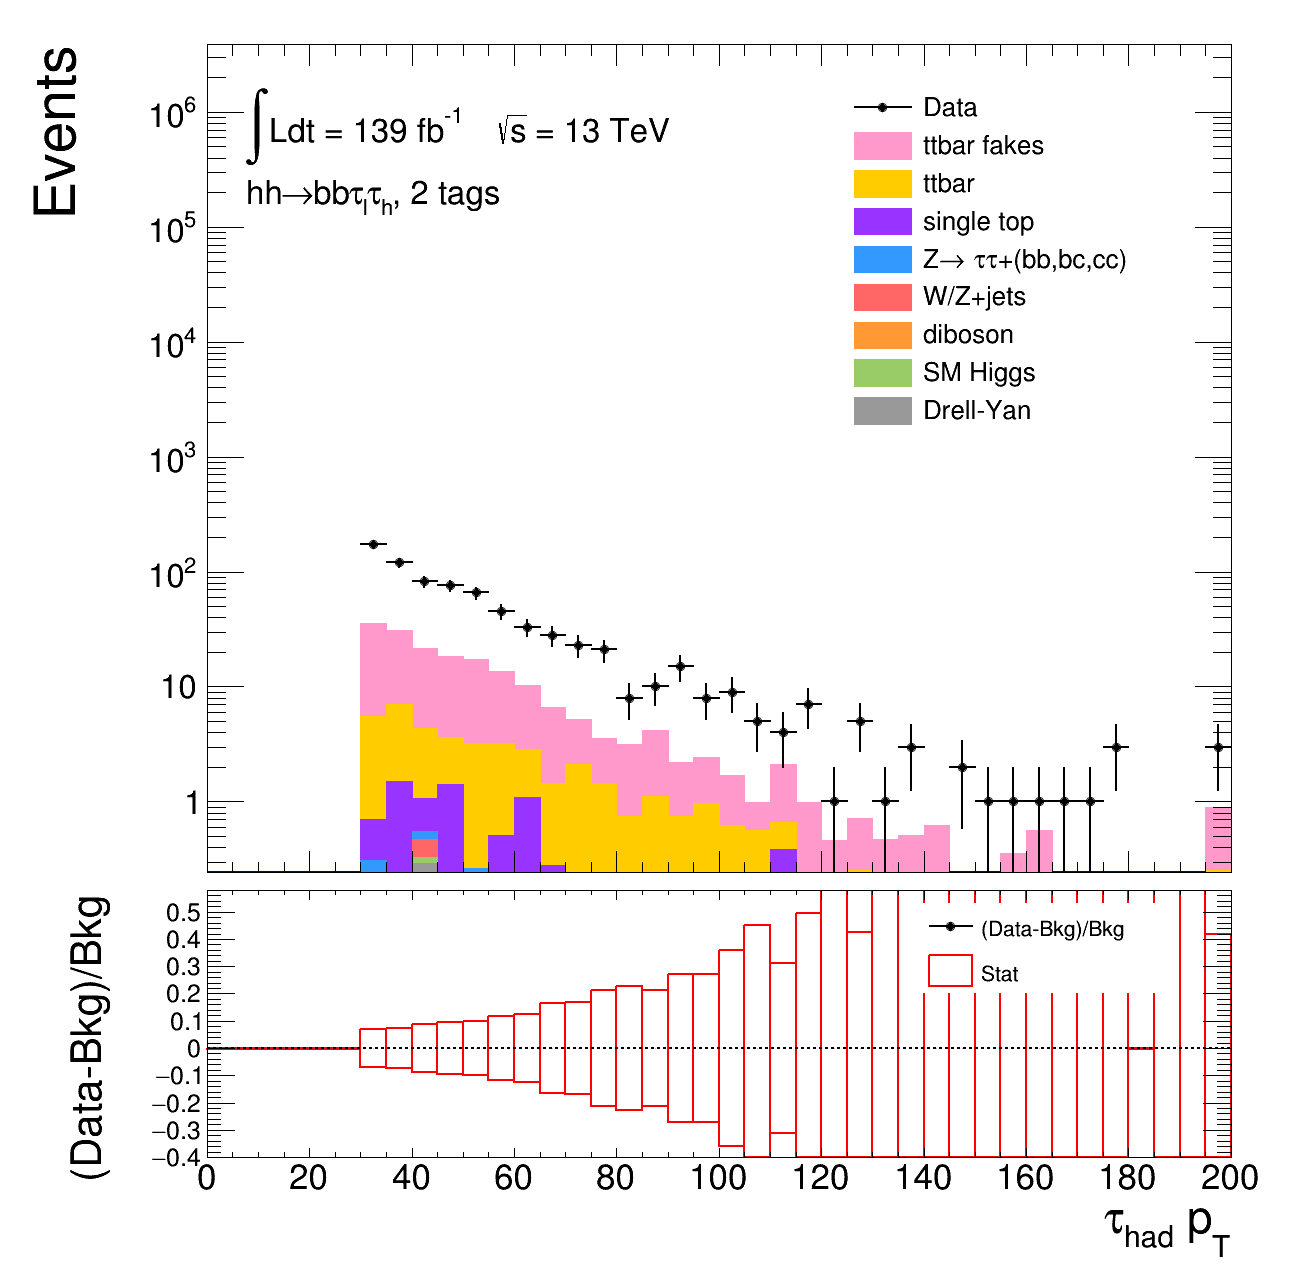 Events
10⁶
10⁵
10⁴
10³
10²
10
1
∫Ldt = 139 fb⁻¹ √s = 13 TeV
hh→bbτₗτₕ, 2 tags
Data
ttbar fakes
ttbar
single top
Z→ ττ+(bb,bc,cc)
W/Z+jets
diboson
SM Higgs
Drell-Yan
(Data-Bkg)/Bkg
0.5
0.4
0.3
0.2
0.1
0
−0.1
−0.2
−0.3
−0.4
(Data-Bkg)/Bkg
Stat
0 20 40 60 80 100 120 140 160 180 200
τ_had p_T